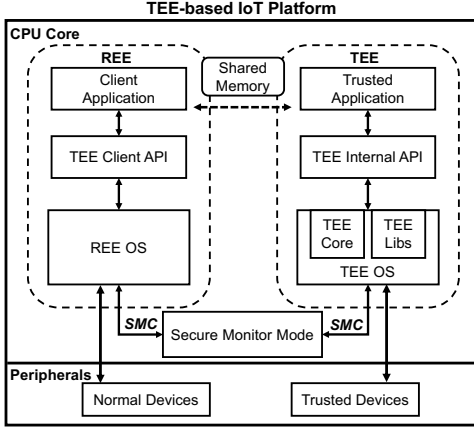 TEE-based IoT Platform
CPU Core
REE
TEE
Client
Application
Shared
Memory
Trusted
Application
TEE Client API
TEE Internal API
REE OS
TEE
Core
TEE
Libs
TEE OS
SMC
Secure Monitor Mode
SMC
Peripherals
Normal Devices
Trusted Devices